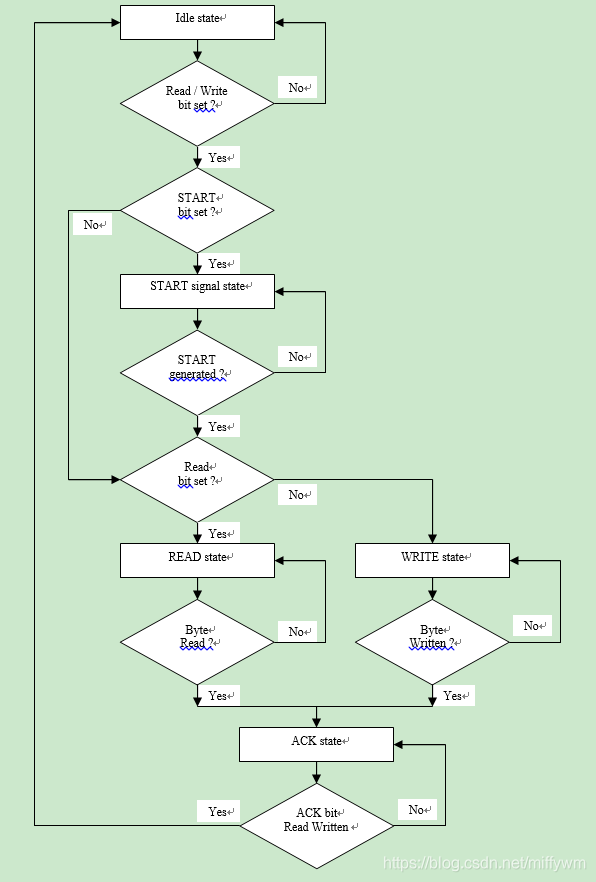 Idle state
Read / Write
bit set ?
No
Yes
START
bit set ?
No
Yes
START signal state
START
generated ?
No
Yes
Read
bit set ?
No
Yes
READ state
WRITE state
Byte
Read ?
No
Byte
Written ?
No
Yes
Yes
ACK state
Yes
ACK bit
Read Written
No
https://blog.csdn.net/miffywm